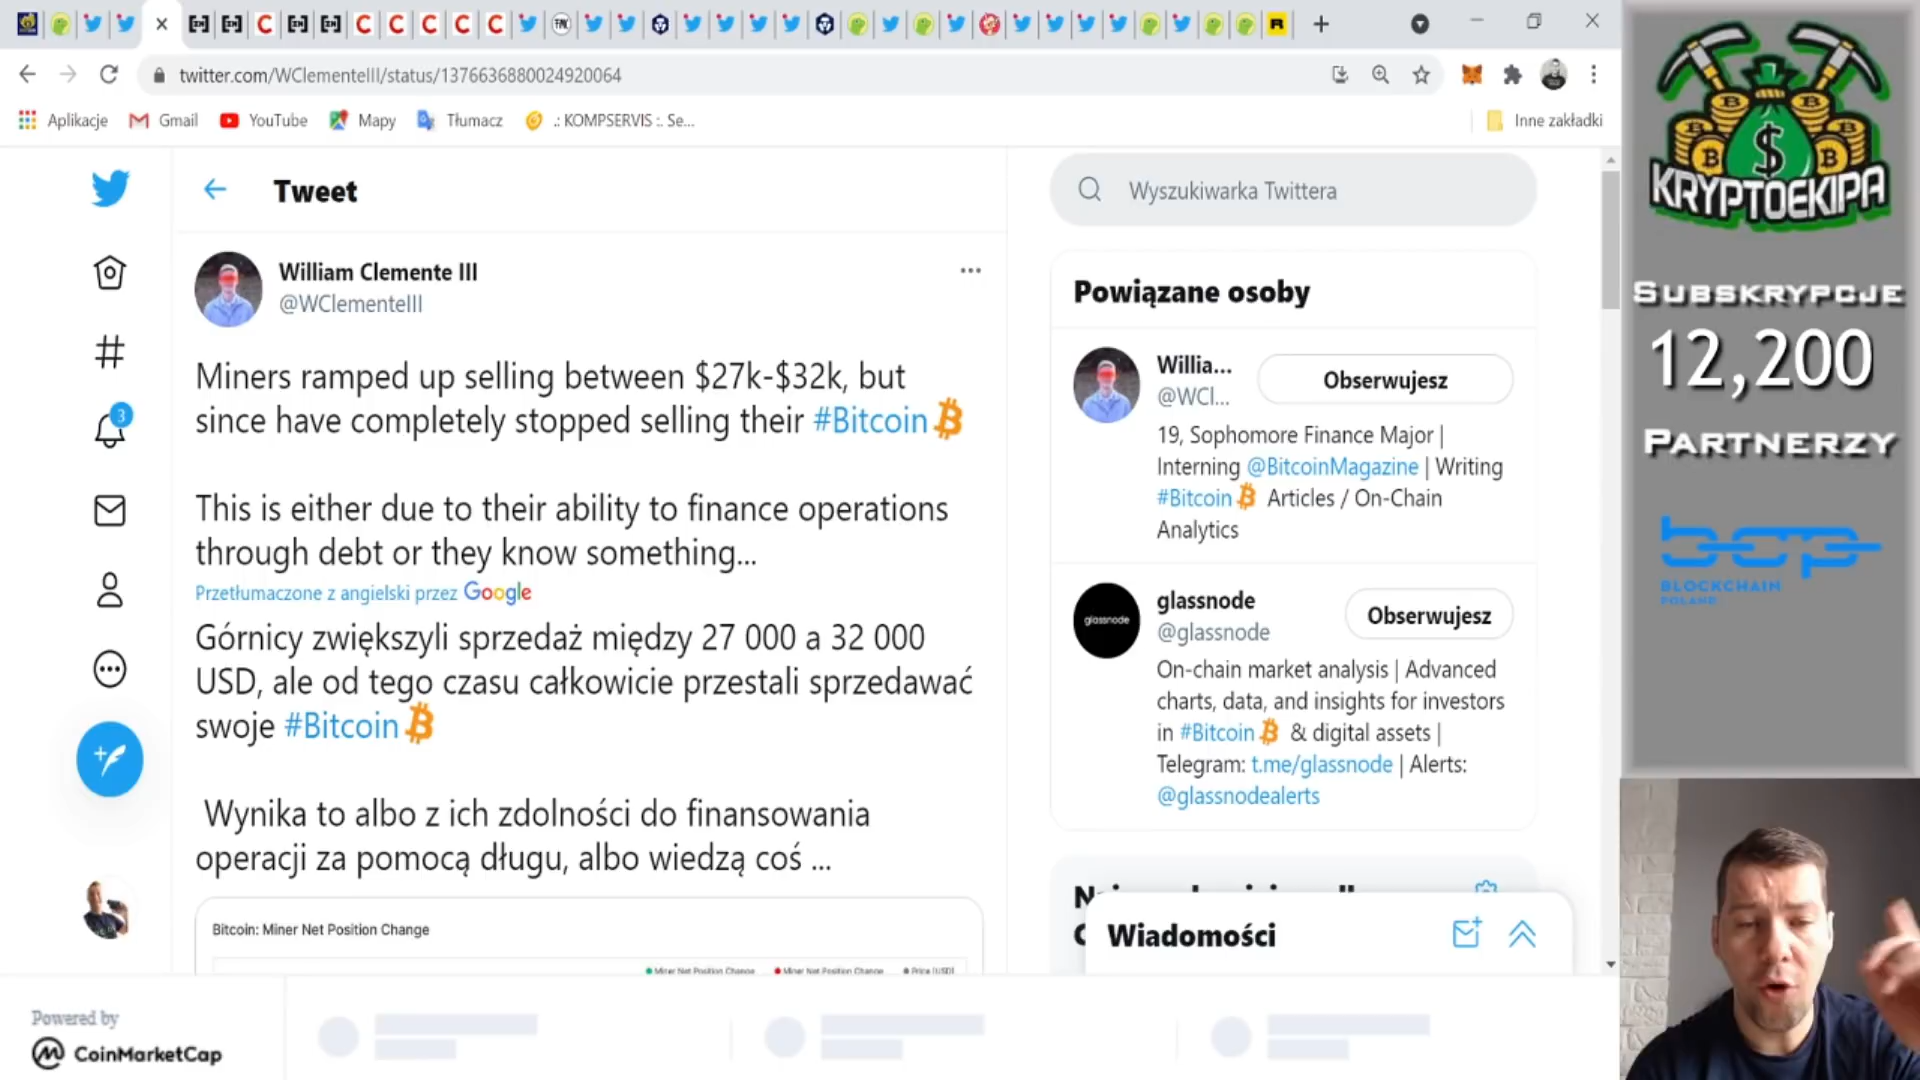 twitter.com/WClementeIII/status/1376636880024920064
Aplikacje
Gmail
YouTube
Mapy
Tłumacz
.: KOMPSERVIS :. Se...
Inne zakładki
Tweet
Wyszukiwarka Twittera
William Clemente III
@WClementeIII
Miners ramped up selling between $27k-$32k, but
since have completely stopped selling their #Bitcoin
This is either due to their ability to finance operations
through debt or they know something...
Przetłumaczone z angielski przez Google
Górnicy zwiększyli sprzedaż między 27 000 a 32 000
USD, ale od tego czasu całkowicie przestali sprzedawać
swoje #Bitcoin
Wynika to albo z ich zdolności do finansowania
operacji za pomocą długu, albo wiedzą coś ...
Bitcoin: Miner Net Position Change
Miner Net Position Change
Miner Net Position Change
Price [USD]
3
Powiązane osoby
Willia...
@WCl...
Obserwujesz
19, Sophomore Finance Major |
Interning @BitcoinMagazine | Writing
#Bitcoin Articles / On-Chain
Analytics
glassnode
glassnode
@glassnode
Obserwujesz
On-chain market analysis | Advanced
charts, data, and insights for investors
in #Bitcoin & digital assets |
Telegram: t.me/glassnode | Alerts:
@glassnodealerts
Wiadomości
Powered by
CoinMarketCap
KRYPTOEKIPA
SUBSKRYPCJE
12,200
PARTNERZY
bcp
BLOCKCHAIN
POLAND